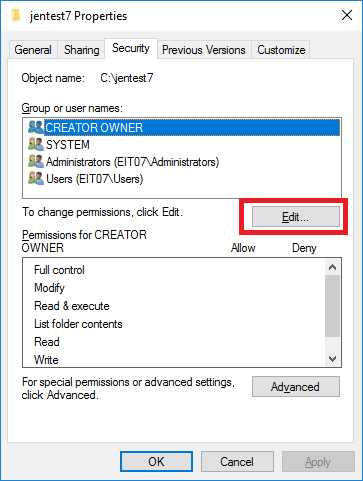 jentest7 Properties
General Sharing Security Previous Versions Customize
Object name: C:\jentest7
Group or user names:
CREATOR OWNER
SYSTEM
Administrators (EIT07\Administrators)
Users (EIT07\Users)
To change permissions, click Edit. Edit...
Permissions for CREATOR
OWNER Allow Deny
Full control
Modify
Read & execute
List folder contents
Read
Write
For special permissions or advanced settings,
click Advanced. Advanced
OK Cancel Apply